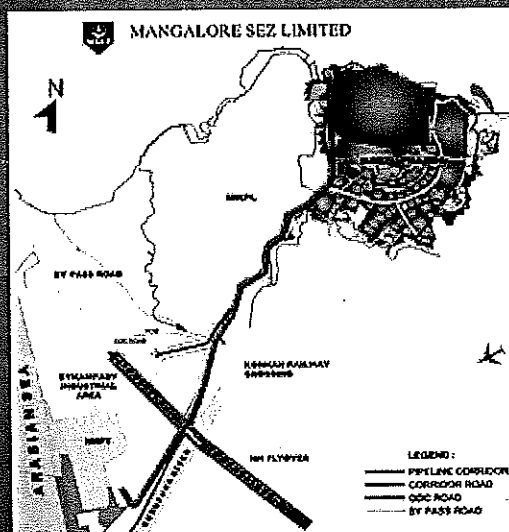 MANGALORE SEZ LIMITED
N
MRPL
BY PASS ROAD
KONKAN RAILWAY
CROSSING
INDUSTRIAL
AREA
ARABIAN SEA
NMPT
NH FLYOVER
LEGEND :
PIPELINE CORRIDOR
CORRIDOR ROAD
ODC ROAD
BY PASS ROAD